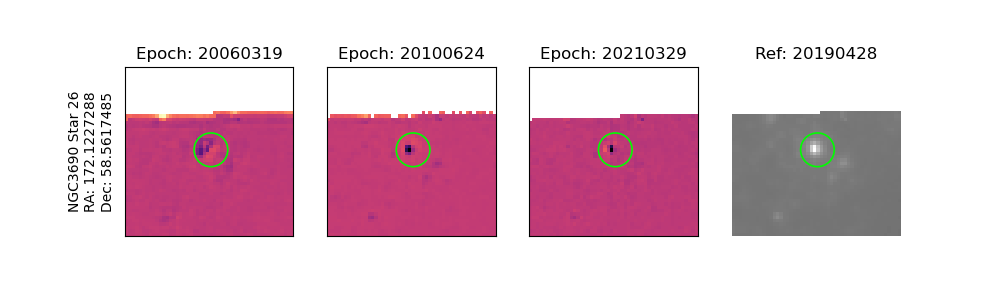 NGC3690 Star 26
RA: 172.1227288
Dec: 58.5617485
Epoch: 20060319
Epoch: 20100624
Epoch: 20210329
Ref: 20190428